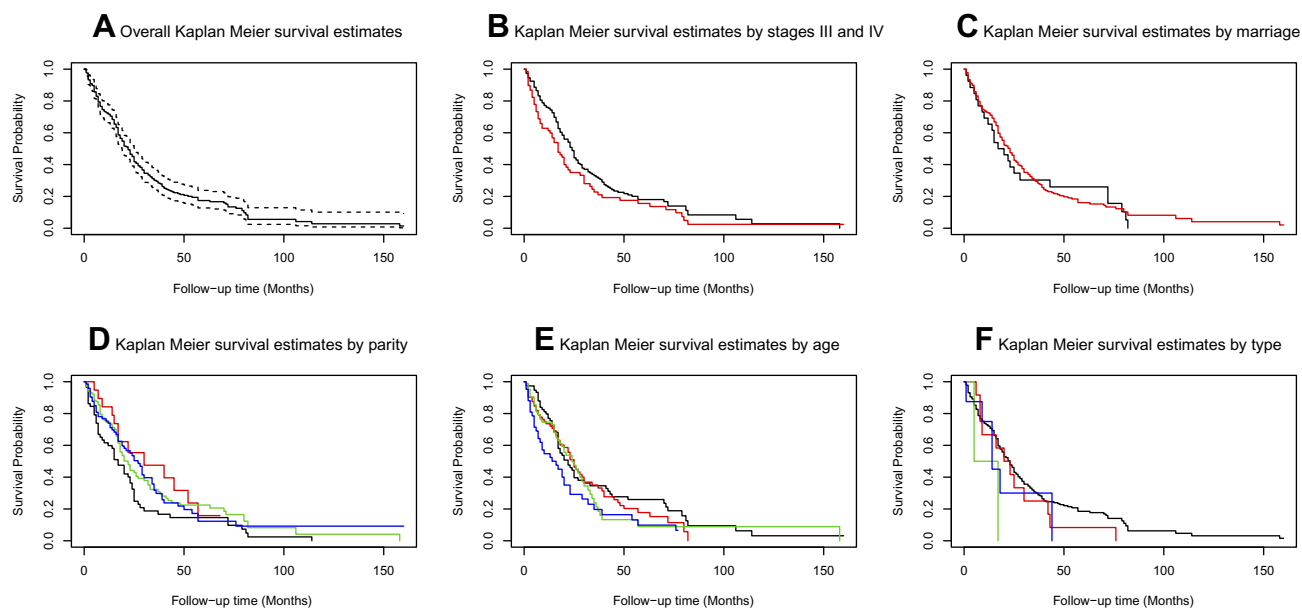 A Overall Kaplan Meier survival estimates
Survival Probability
1.0
0.8
0.6
0.4
0.2
0.0
0 50 100 150
Follow-up time (Months)
B Kaplan Meier survival estimates by stages III and IV
Survival Probability
1.0
0.8
0.6
0.4
0.2
0.0
0 50 100 150
Follow-up time (Months)
C Kaplan Meier survival estimates by marriage
Survival Probability
1.0
0.8
0.6
0.4
0.2
0.0
0 50 100 150
Follow-up time (Months)
D Kaplan Meier survival estimates by parity
Survival Probability
1.0
0.8
0.6
0.4
0.2
0.0
0 50 100 150
Follow-up time (Months)
E Kaplan Meier survival estimates by age
Survival Probability
1.0
0.8
0.6
0.4
0.2
0.0
0 50 100 150
Follow-up time (Months)
F Kaplan Meier survival estimates by type
Survival Probability
1.0
0.8
0.6
0.4
0.2
0.0
0 50 100 150
Follow-up time (Months)